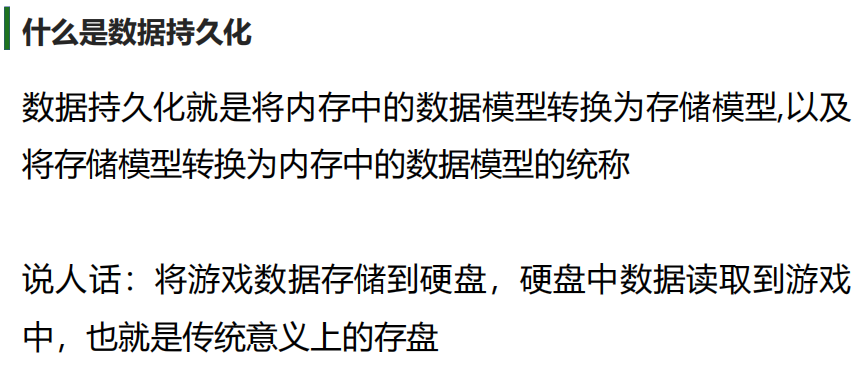 什么是数据持久化
数据持久化就是将内存中的数据模型转换为存储模型,以及
将存储模型转换为内存中的数据模型的统称
说人话：将游戏数据存储到硬盘，硬盘中数据读取到游戏
中，也就是传统意义上的存盘